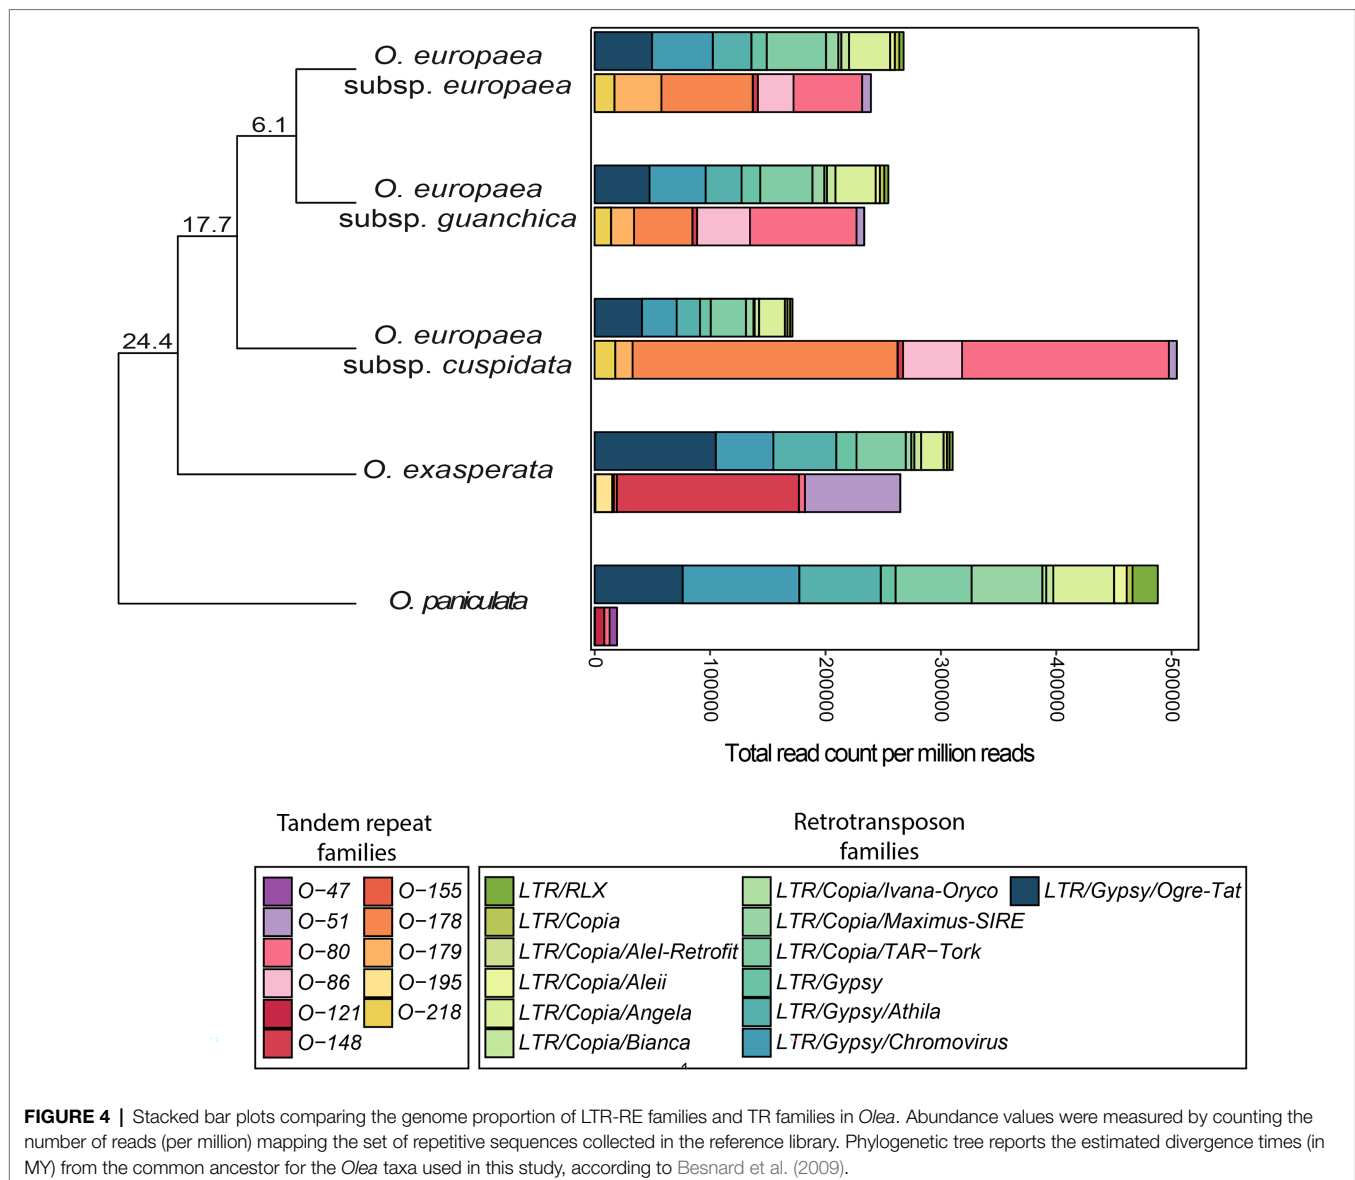 O. europaea
subsp. europaea
6.1
O. europaea
subsp. guanchica
17.7
O. europaea
subsp. cuspidata
24.4
O. exasperata
O. paniculata
0
100000
200000
300000
400000
500000
Total read count per million reads
Tandem repeat
families
O−47
O−51
O−80
O−86
O−121
O−148
O−155
O−178
O−179
O−195
O−218
Retrotransposon
families
LTR/RLX
LTR/Copia
LTR/Copia/AleI-Retrofit
LTR/Copia/Aleii
LTR/Copia/Angela
LTR/Copia/Bianca
LTR/Copia/Ivana-Oryco
LTR/Copia/Maximus-SIRE
LTR/Copia/TAR−Tork
LTR/Gypsy
LTR/Gypsy/Athila
LTR/Gypsy/Chromovirus
LTR/Gypsy/Ogre-Tat
FIGURE 4 | Stacked bar plots comparing the genome proportion of LTR-RE families and TR families in Olea. Abundance values were measured by counting the
number of reads (per million) mapping the set of repetitive sequences collected in the reference library. Phylogenetic tree reports the estimated divergence times (in
MY) from the common ancestor for the Olea taxa used in this study, according to Besnard et al. (2009).